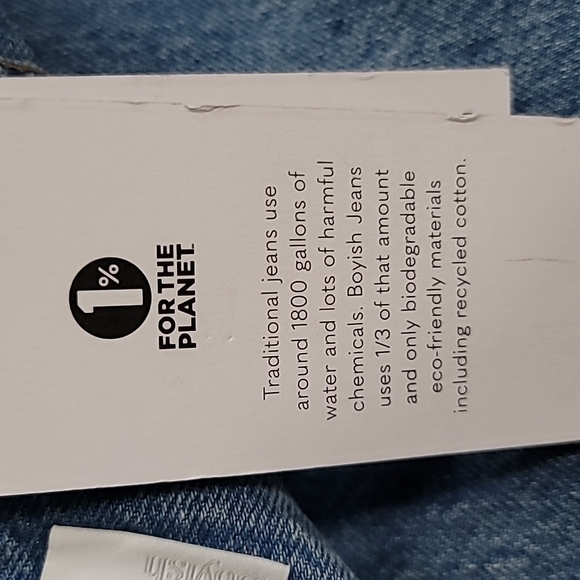 1%
FOR THE
PLANET™
Traditional jeans use
around 1800 gallons of
water and lots of harmful
chemicals. Boyish Jeans
uses 1/3 of that amount
and only biodegradable
eco-friendly materials
including recycled cotton.